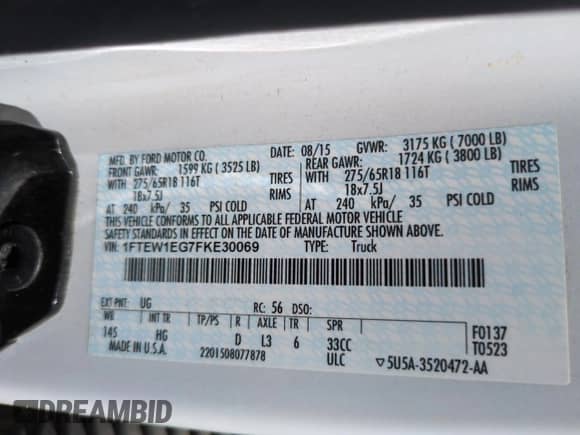 MFD. BY FORD MOTOR CO.
DATE: 08/15 GVWR: 3175 KG ( 7000 LB)
FRONT GAWR: 1599 KG ( 3525 LB) REAR GAWR: 1724 KG ( 3800 LB)
WITH 275/65R18 116T TIRES WITH 275/65R18 116T TIRES
18x7.5J RIMS 18x7.5J RIMS
AT 240 kPa/ 35 PSI COLD AT 240 kPa/ 35 PSI COLD
THIS VEHICLE CONFORMS TO ALL APPLICABLE FEDERAL MOTOR VEHICLE
SAFETY STANDARDS IN EFFECT ON THE DATE OF MANUFACTURE SHOWN ABOVE.
VIN: 1FTEW1EG7FKE30069 TYPE: Truck
EXT PNT: UG RC: 56 DSO:
WB INT TR TP/PS R AXLE TR SPR F0137
145 HG D L3 6 33CC T0523
MADE IN U.S.A. 2201508077878 ULC ▽5U5A-3520472-AA
DREAMBID